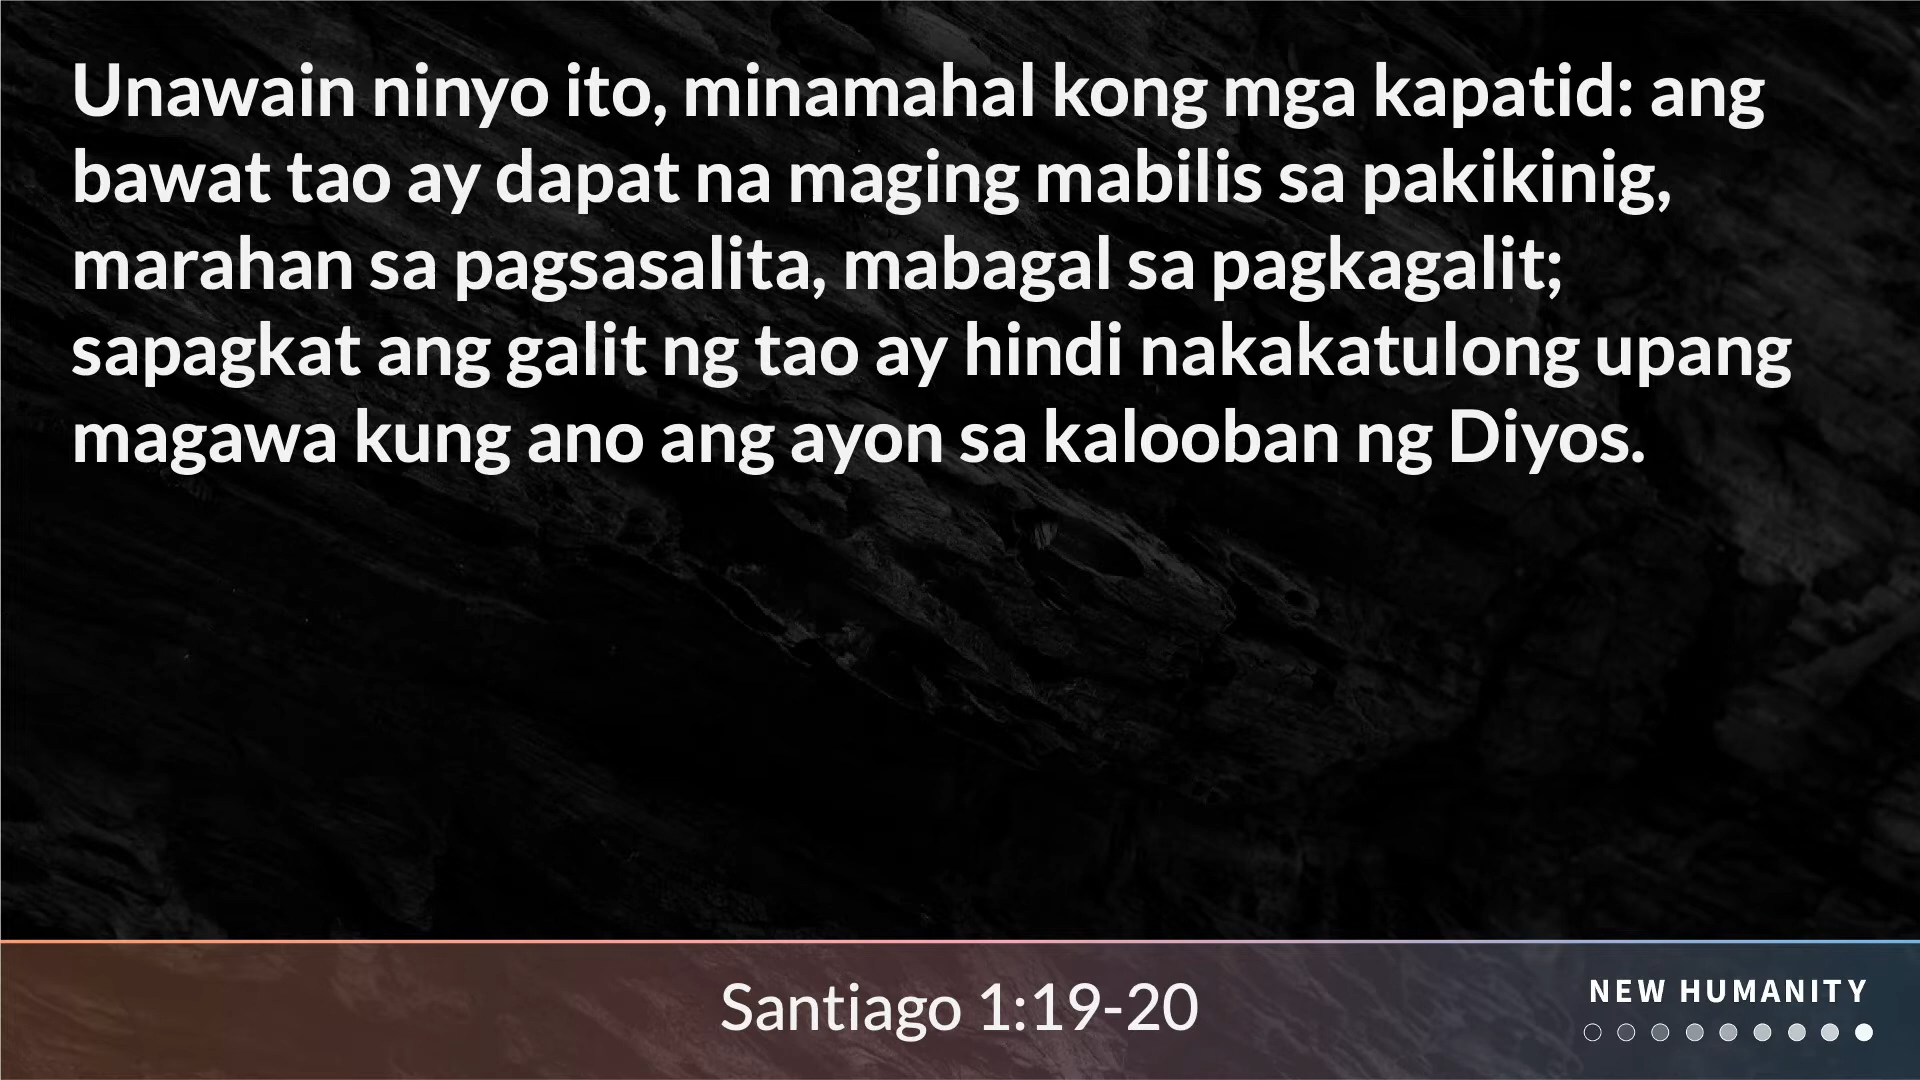 Unawain ninyo ito, minamahal kong mga kapatid: ang
bawat tao ay dapat na maging mabilis sa pakikinig,
marahan sa pagsasalita, mabagal sa pagkagalit;
sapagkat ang galit ng tao ay hindi nakakatulong upang
magawa kung ano ang ayon sa kalooban ng Diyos.
Santiago 1:19-20
NEW HUMANITY